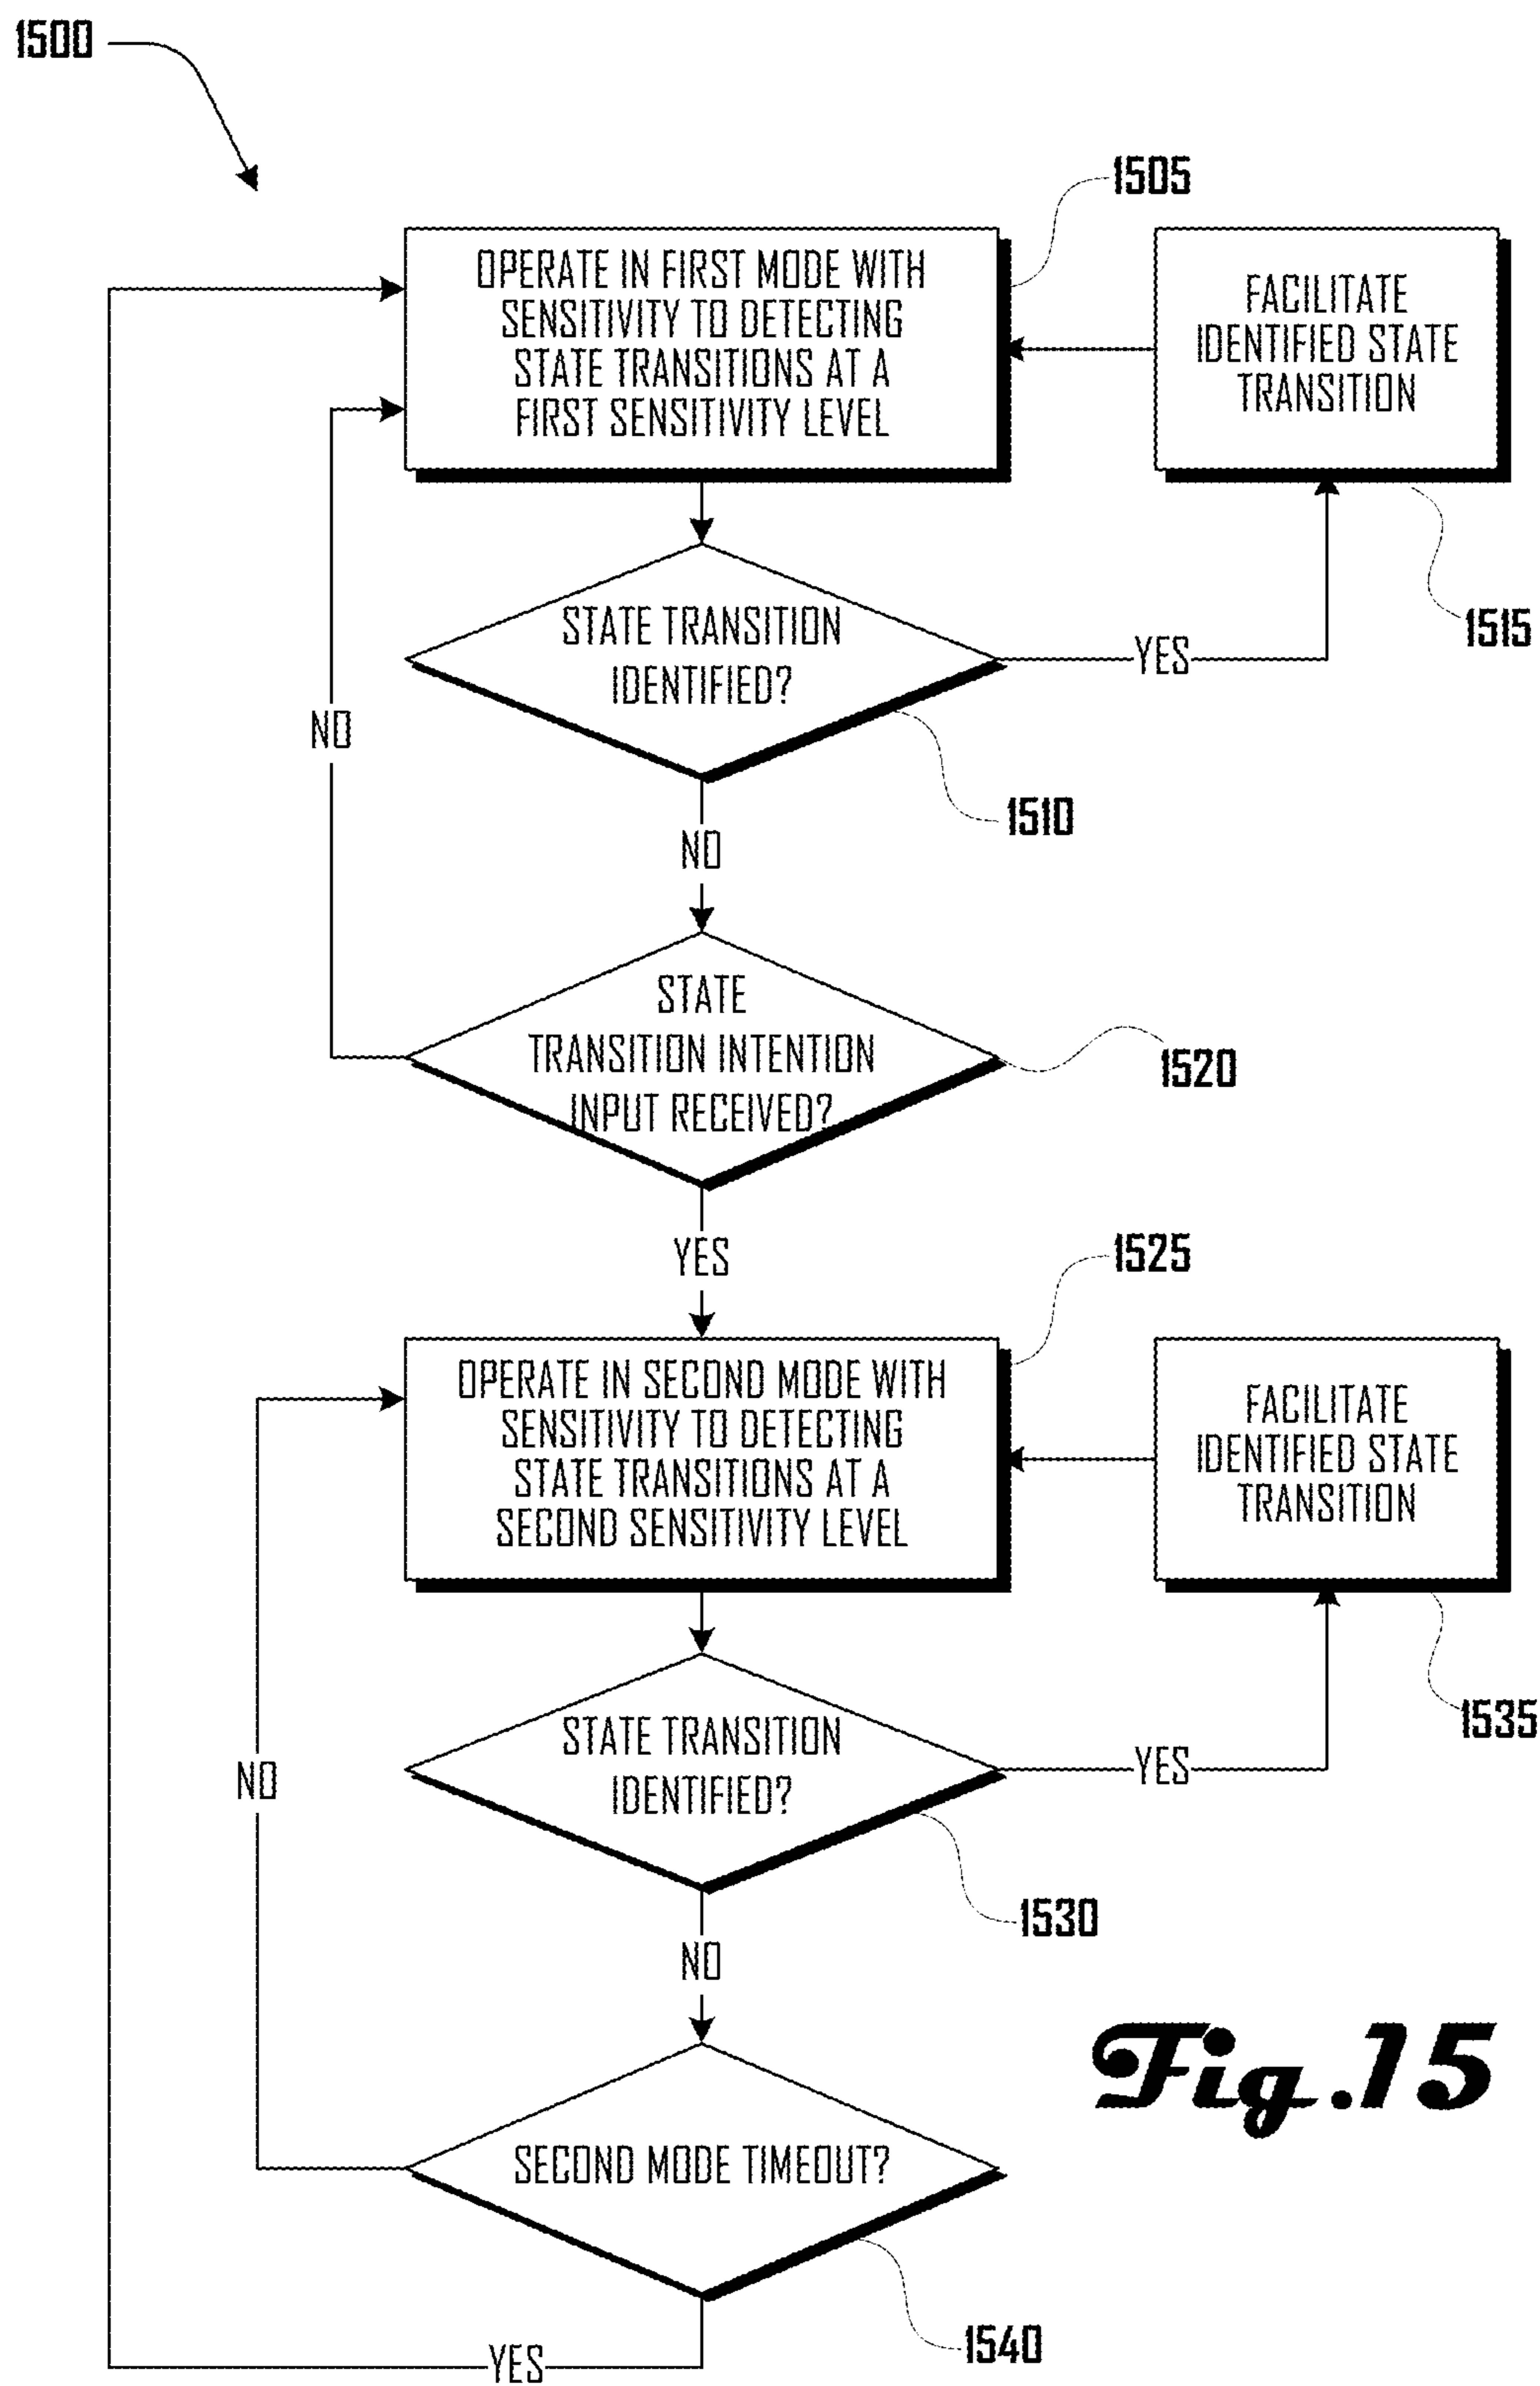 1500
1505
OPERATE IN FIRST MODE WITH
SENSITIVITY TO DETECTING
STATE TRANSITIONS AT A
FIRST SENSITIVITY LEVEL
FACILITATE
IDENTIFIED STATE
TRANSITION
1515
STATE TRANSITION
IDENTIFIED?
YES
NO
1510
NO
STATE
TRANSITION INTENTION
INPUT RECEIVED?
1520
YES
1525
OPERATE IN SECOND MODE WITH
SENSITIVITY TO DETECTING
STATE TRANSITIONS AT A
SECOND SENSITIVITY LEVEL
FACILITATE
IDENTIFIED STATE
TRANSITION
1535
STATE TRANSITION
IDENTIFIED?
YES
NO
1530
NO
Fig.15
SECOND MODE TIMEOUT?
1540
YES